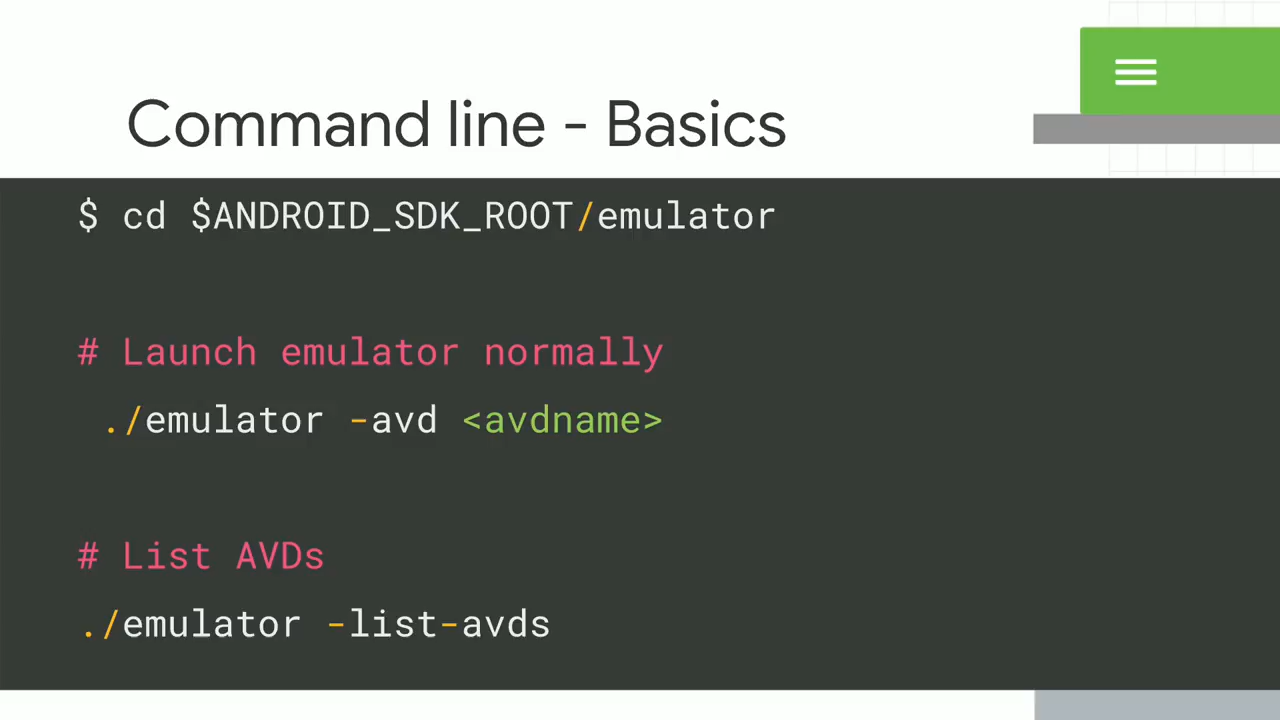 Command line - Basics
$ cd $ANDROID_SDK_ROOT/emulator
# Launch emulator normally
./emulator -avd <avdname>
# List AVDs
./emulator -list-avds